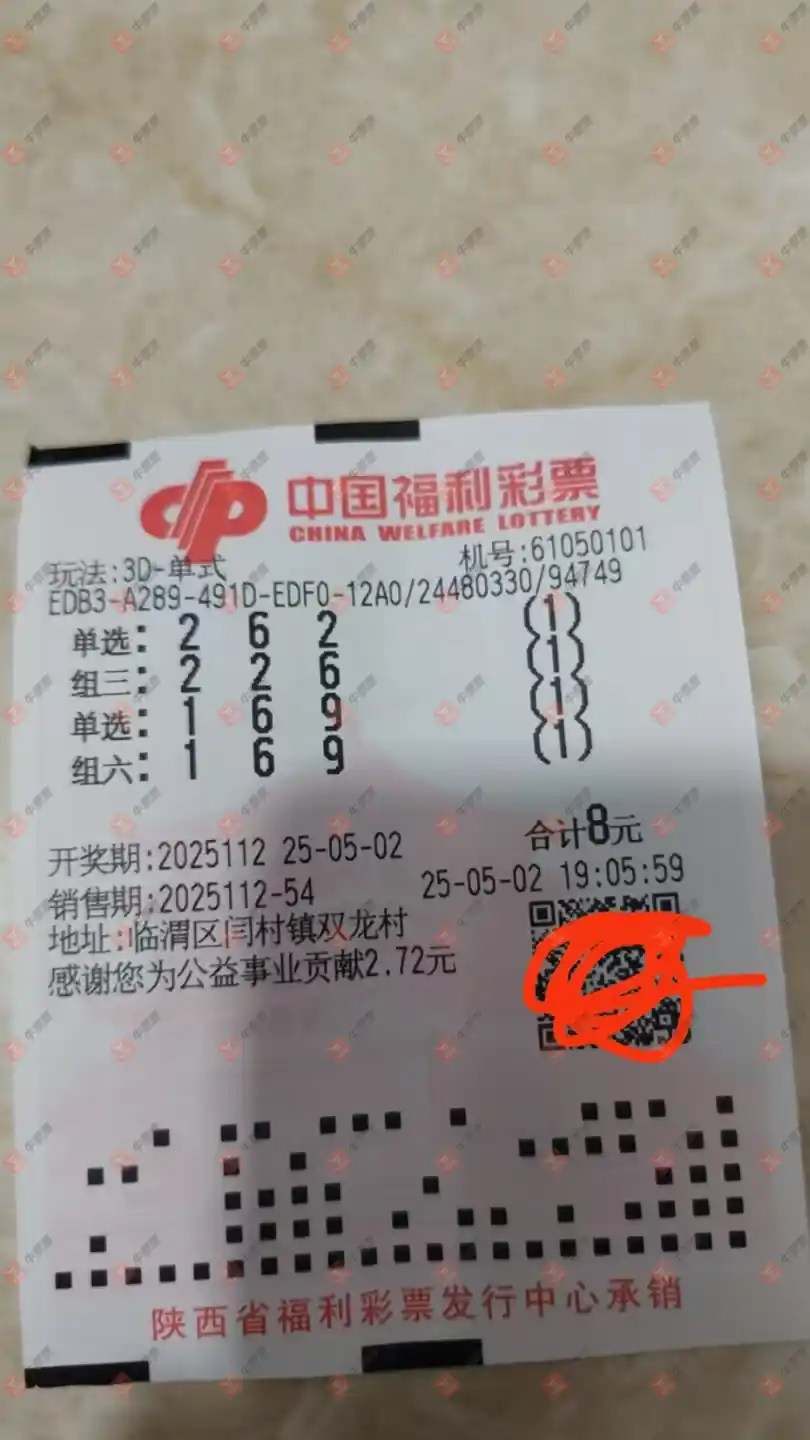 中国福利彩票
CHINA WELFARE LOTTERY
玩法:3D-单式 机号:61050101
EDB3-A289-491D-EDF0-12A0/24480330/94749
单选: 2 6 2 (1)
组三: 2 2 6 (1)
单选: 1 6 9 (1)
组六: 1 6 9 (1)
合计8元
开奖期:2025112 25-05-02
销售期:2025112-54 25-05-02 19:05:59
地址:临渭区闫村镇双龙村
感谢您为公益事业贡献2.72元
陕西省福利彩票发行中心承销